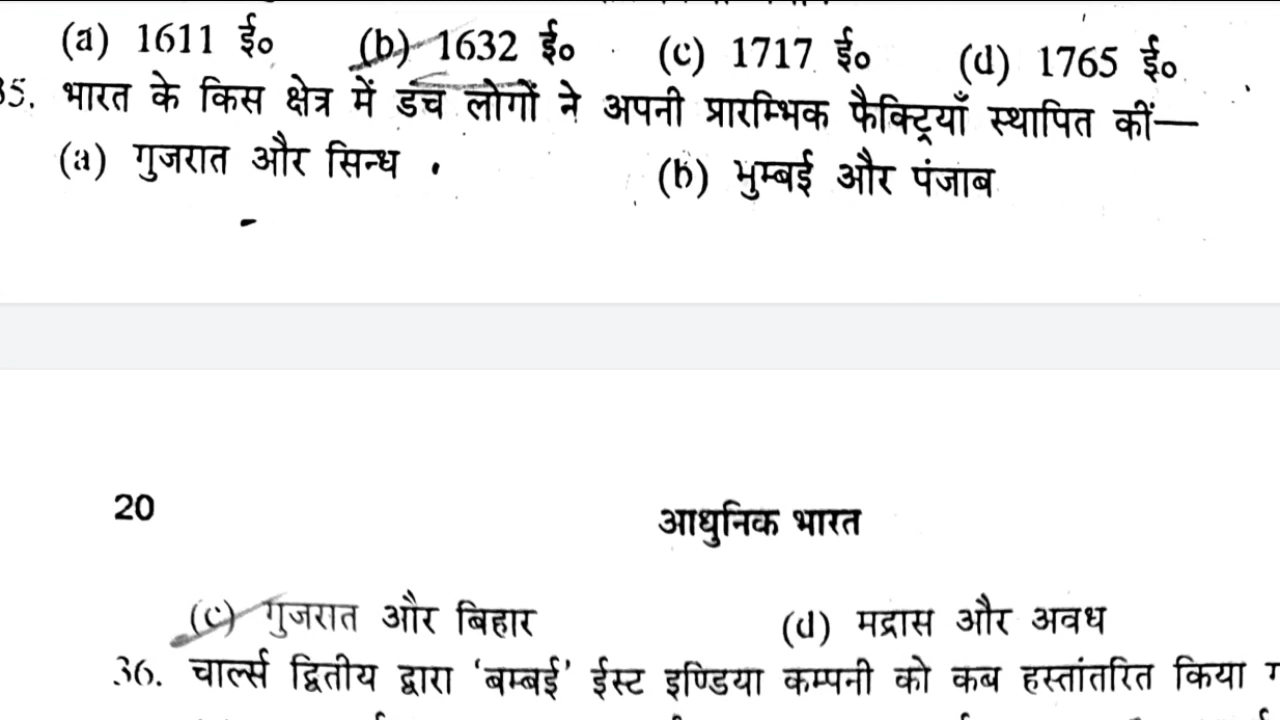 (a) 1611 ई० (b) 1632 ई० (c) 1717 ई० (d) 1765 ई०
35. भारत के किस क्षेत्र में डच लोगों ने अपनी प्रारम्भिक फैक्ट्रियाँ स्थापित कीं—
(a) गुजरात और सिन्ध (b) मुम्बई और पंजाब
20 आधुनिक भारत
(c) गुजरात और बिहार (d) मद्रास और अवध
36. चार्ल्स द्वितीय द्वारा ‘बम्बई’ ईस्ट इण्डिया कम्पनी को कब हस्तांतरित किया